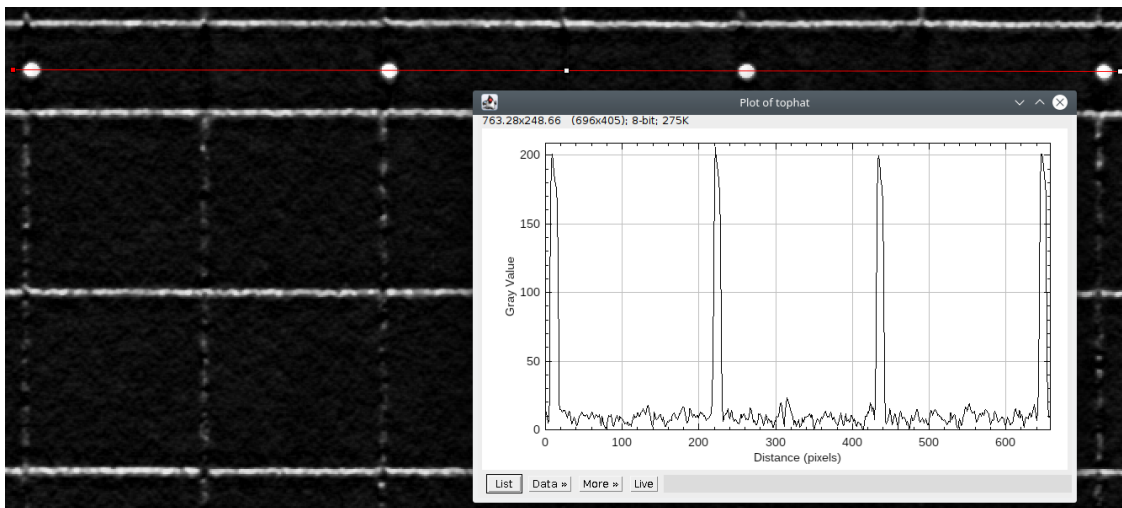 Plot of tophat
763.28x248.66 (696x405); 8-bit; 275K
200
150
100
50
0
Gray Value
0 100 200 300 400 500 600
Distance (pixels)
List Data » More » Live